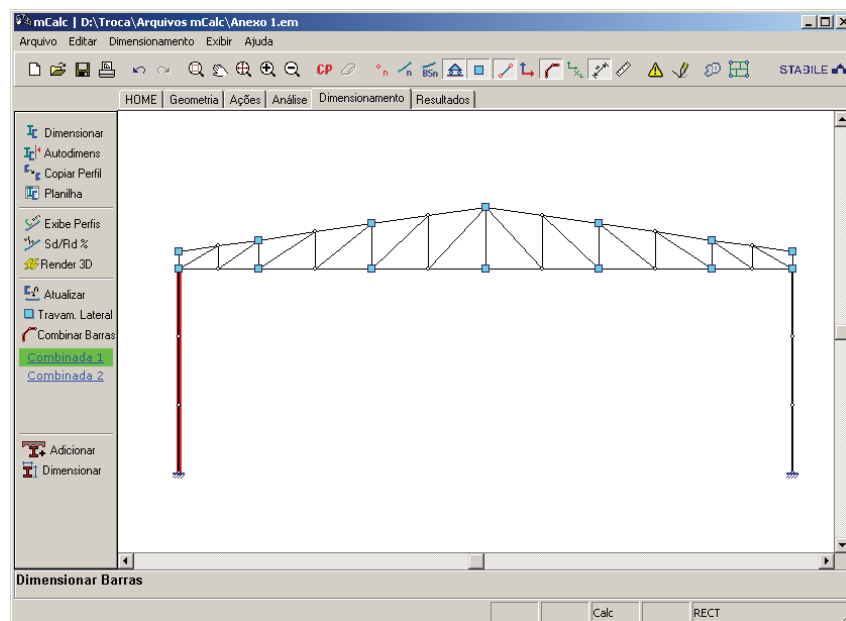 mCalc | D:\Troca\Arquivos mCalc\Anexo 1.em
Arquivo Editar Dimensionamento Exibir Ajuda
CP n n BSn STABILE
HOME Geometria Ações Análise Dimensionamento Resultados
Dimensionar
Autodimens
Copiar Perfil
Planilha
Exibe Perfis
Sd/Rd %
Render 3D
Atualizar
Travam. Lateral
Combinar Barras
Combinada 1
Combinada 2
Adicionar
Dimensionar
Dimensionar Barras
Calc RECT